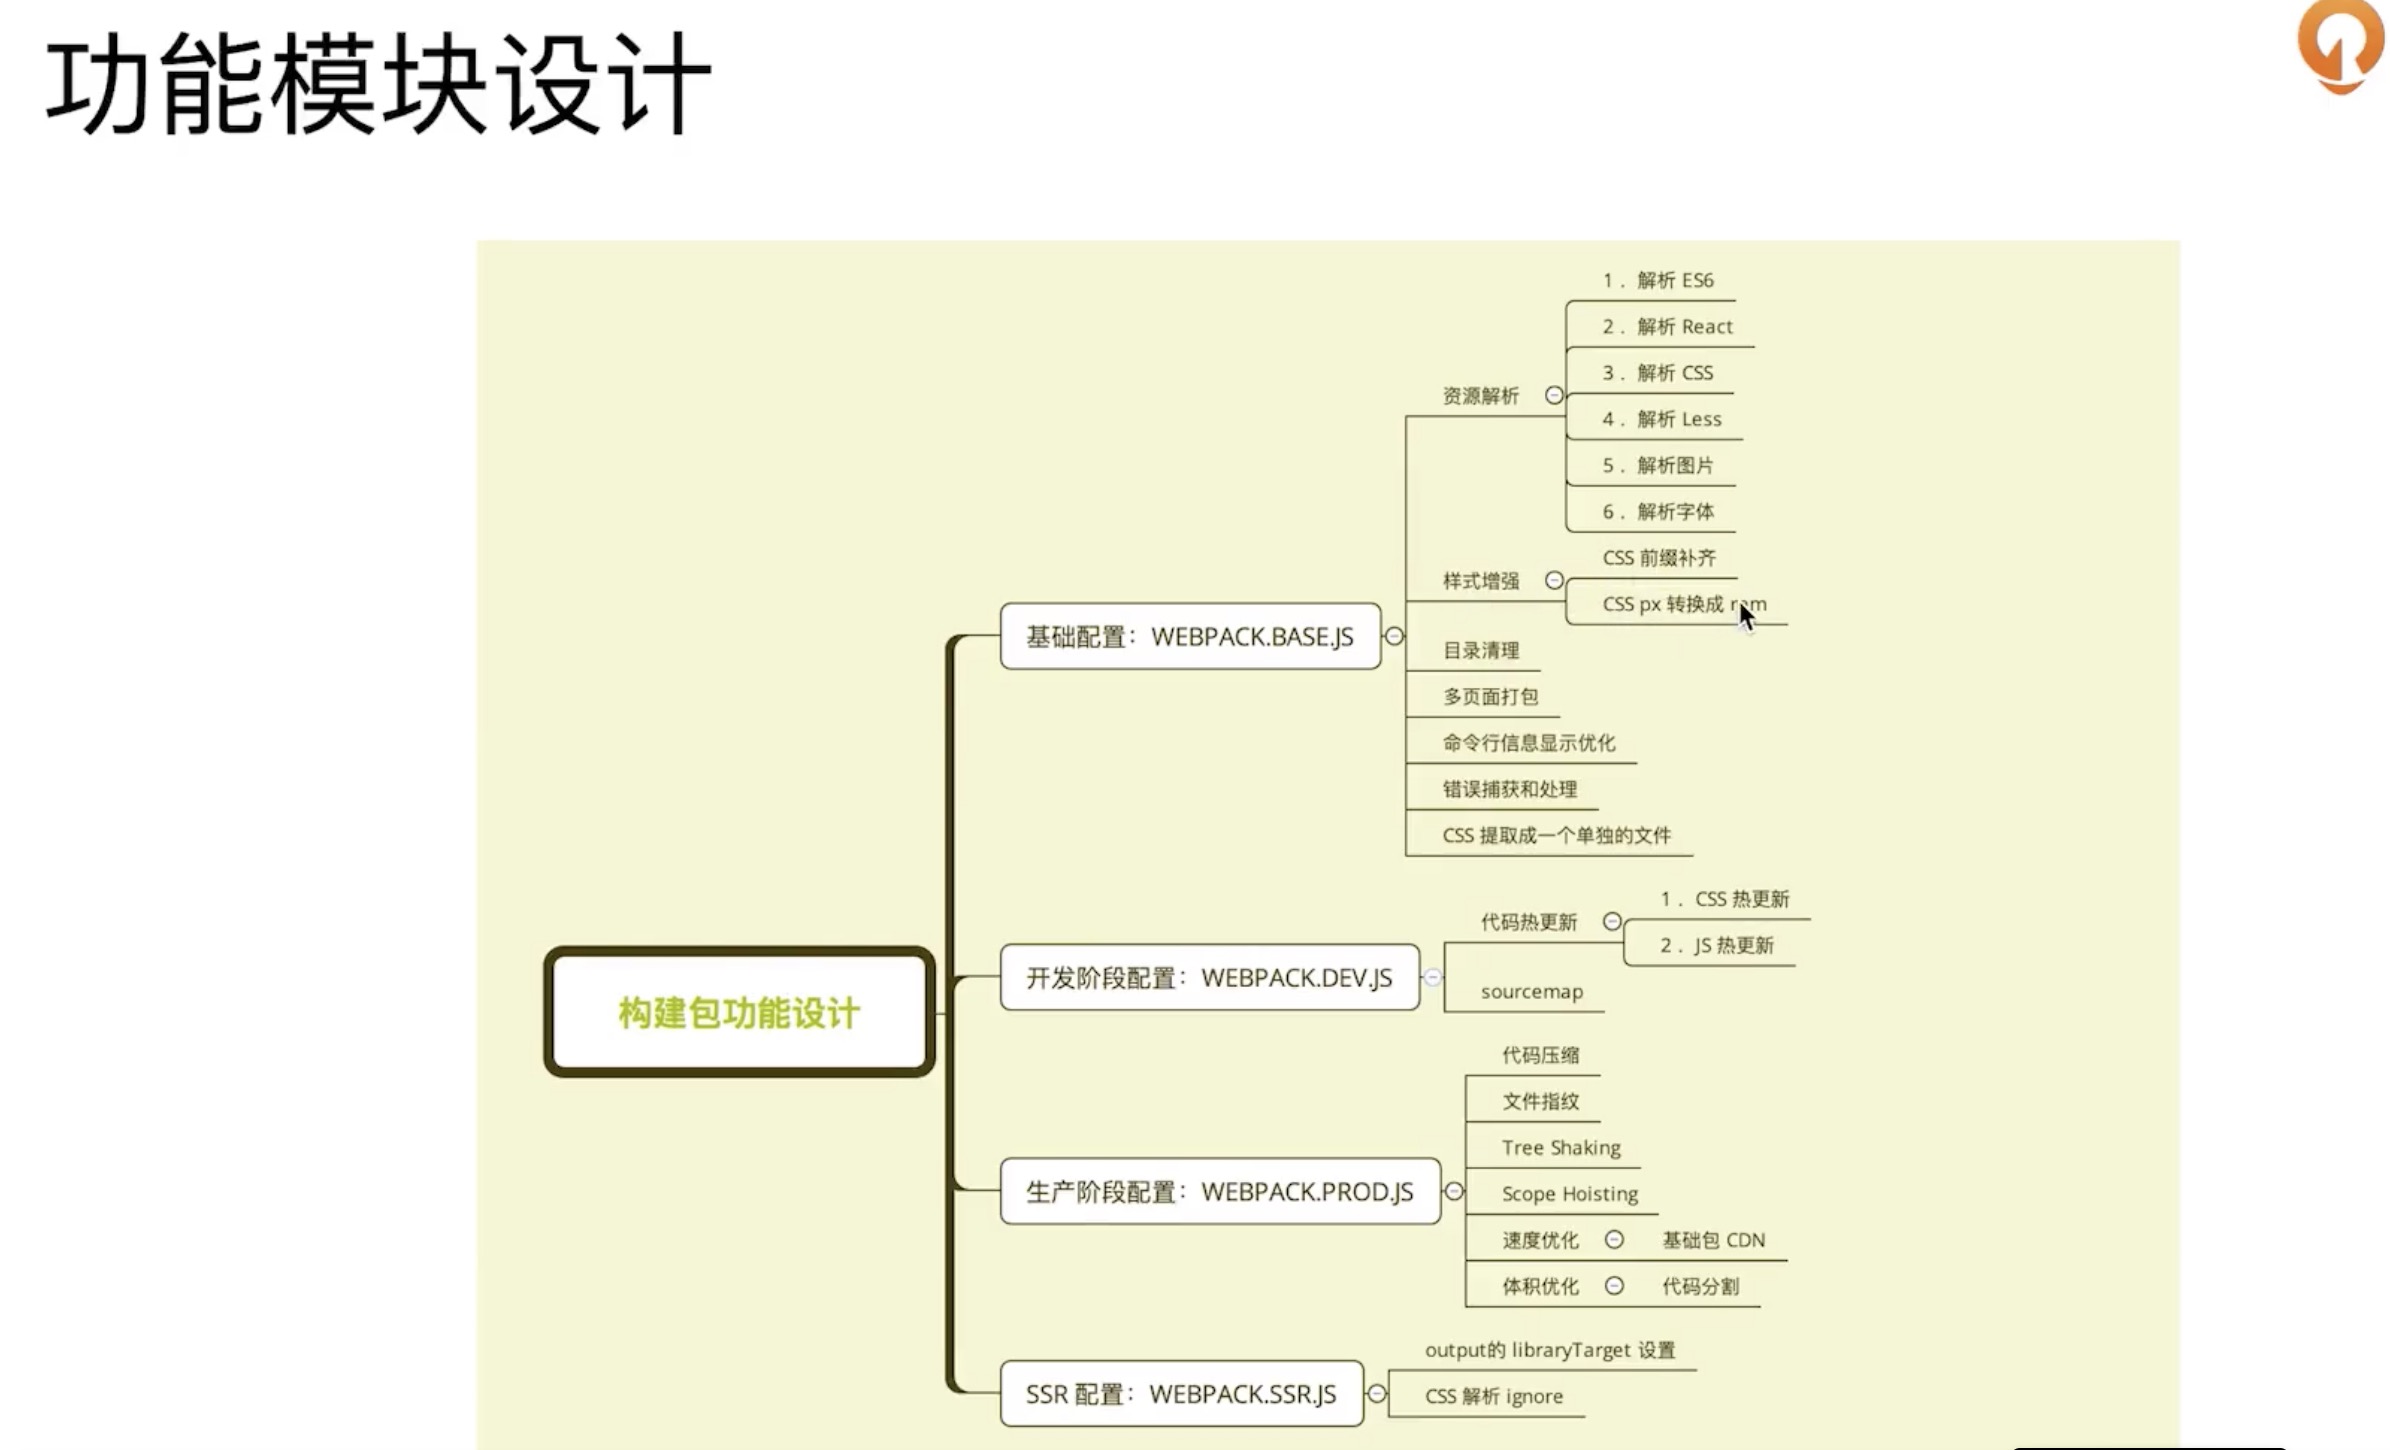 功能模块设计
构建包功能设计
基础配置：WEBPACK.BASE.JS
资源解析
1．解析 ES6
2．解析 React
3．解析 CSS
4．解析 Less
5．解析图片
6．解析字体
样式增强
CSS 前缀补齐
CSS px 转换成 rem
目录清理
多页面打包
命令行信息显示优化
错误捕获和处理
CSS 提取成一个单独的文件
开发阶段配置：WEBPACK.DEV.JS
代码热更新
1．CSS 热更新
2．JS 热更新
sourcemap
生产阶段配置：WEBPACK.PROD.JS
代码压缩
文件指纹
Tree Shaking
Scope Hoisting
速度优化
基础包 CDN
体积优化
代码分割
SSR 配置：WEBPACK.SSR.JS
output的 libraryTarget 设置
CSS 解析 ignore